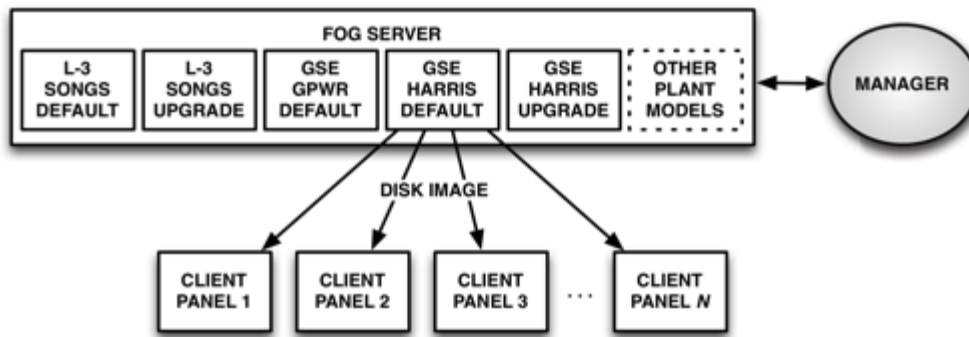 FOG SERVER
L-3
SONGS
DEFAULT
L-3
SONGS
UPGRADE
GSE
GPWR
DEFAULT
GSE
HARRIS
DEFAULT
GSE
HARRIS
UPGRADE
OTHER
PLANT
MODELS
MANAGER
DISK IMAGE
CLIENT
PANEL 1
CLIENT
PANEL 2
CLIENT
PANEL 3
...
CLIENT
PANEL N